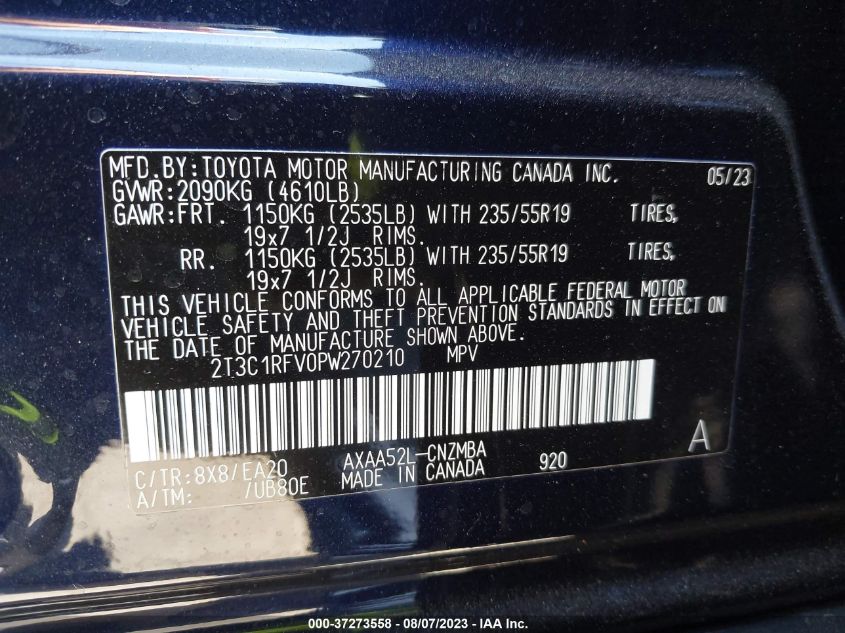 MFD.BY:TOYOTA MOTOR MANUFACTURING CANADA INC. 05/23
GVWR:2090KG (4610LB)
GAWR:FRT. 1150KG (2535LB) WITH 235/55R19 TIRES,
19x7 1/2J RIMS.
RR. 1150KG (2535LB) WITH 235/55R19 TIRES,
19x7 1/2J RIMS.
THIS VEHICLE CONFORMS TO ALL APPLICABLE FEDERAL MOTOR
VEHICLE SAFETY AND THEFT PREVENTION STANDARDS IN EFFECT ON
THE DATE OF MANUFACTURE SHOWN ABOVE.
2T3C1RFV0PW270210 MPV
C/TR:8X8/EA20 AXAA52L-CNZMBA 920 A
A/TM: /UB80E MADE IN CANADA
000-37273558 - 08/07/2023 - IAA Inc.